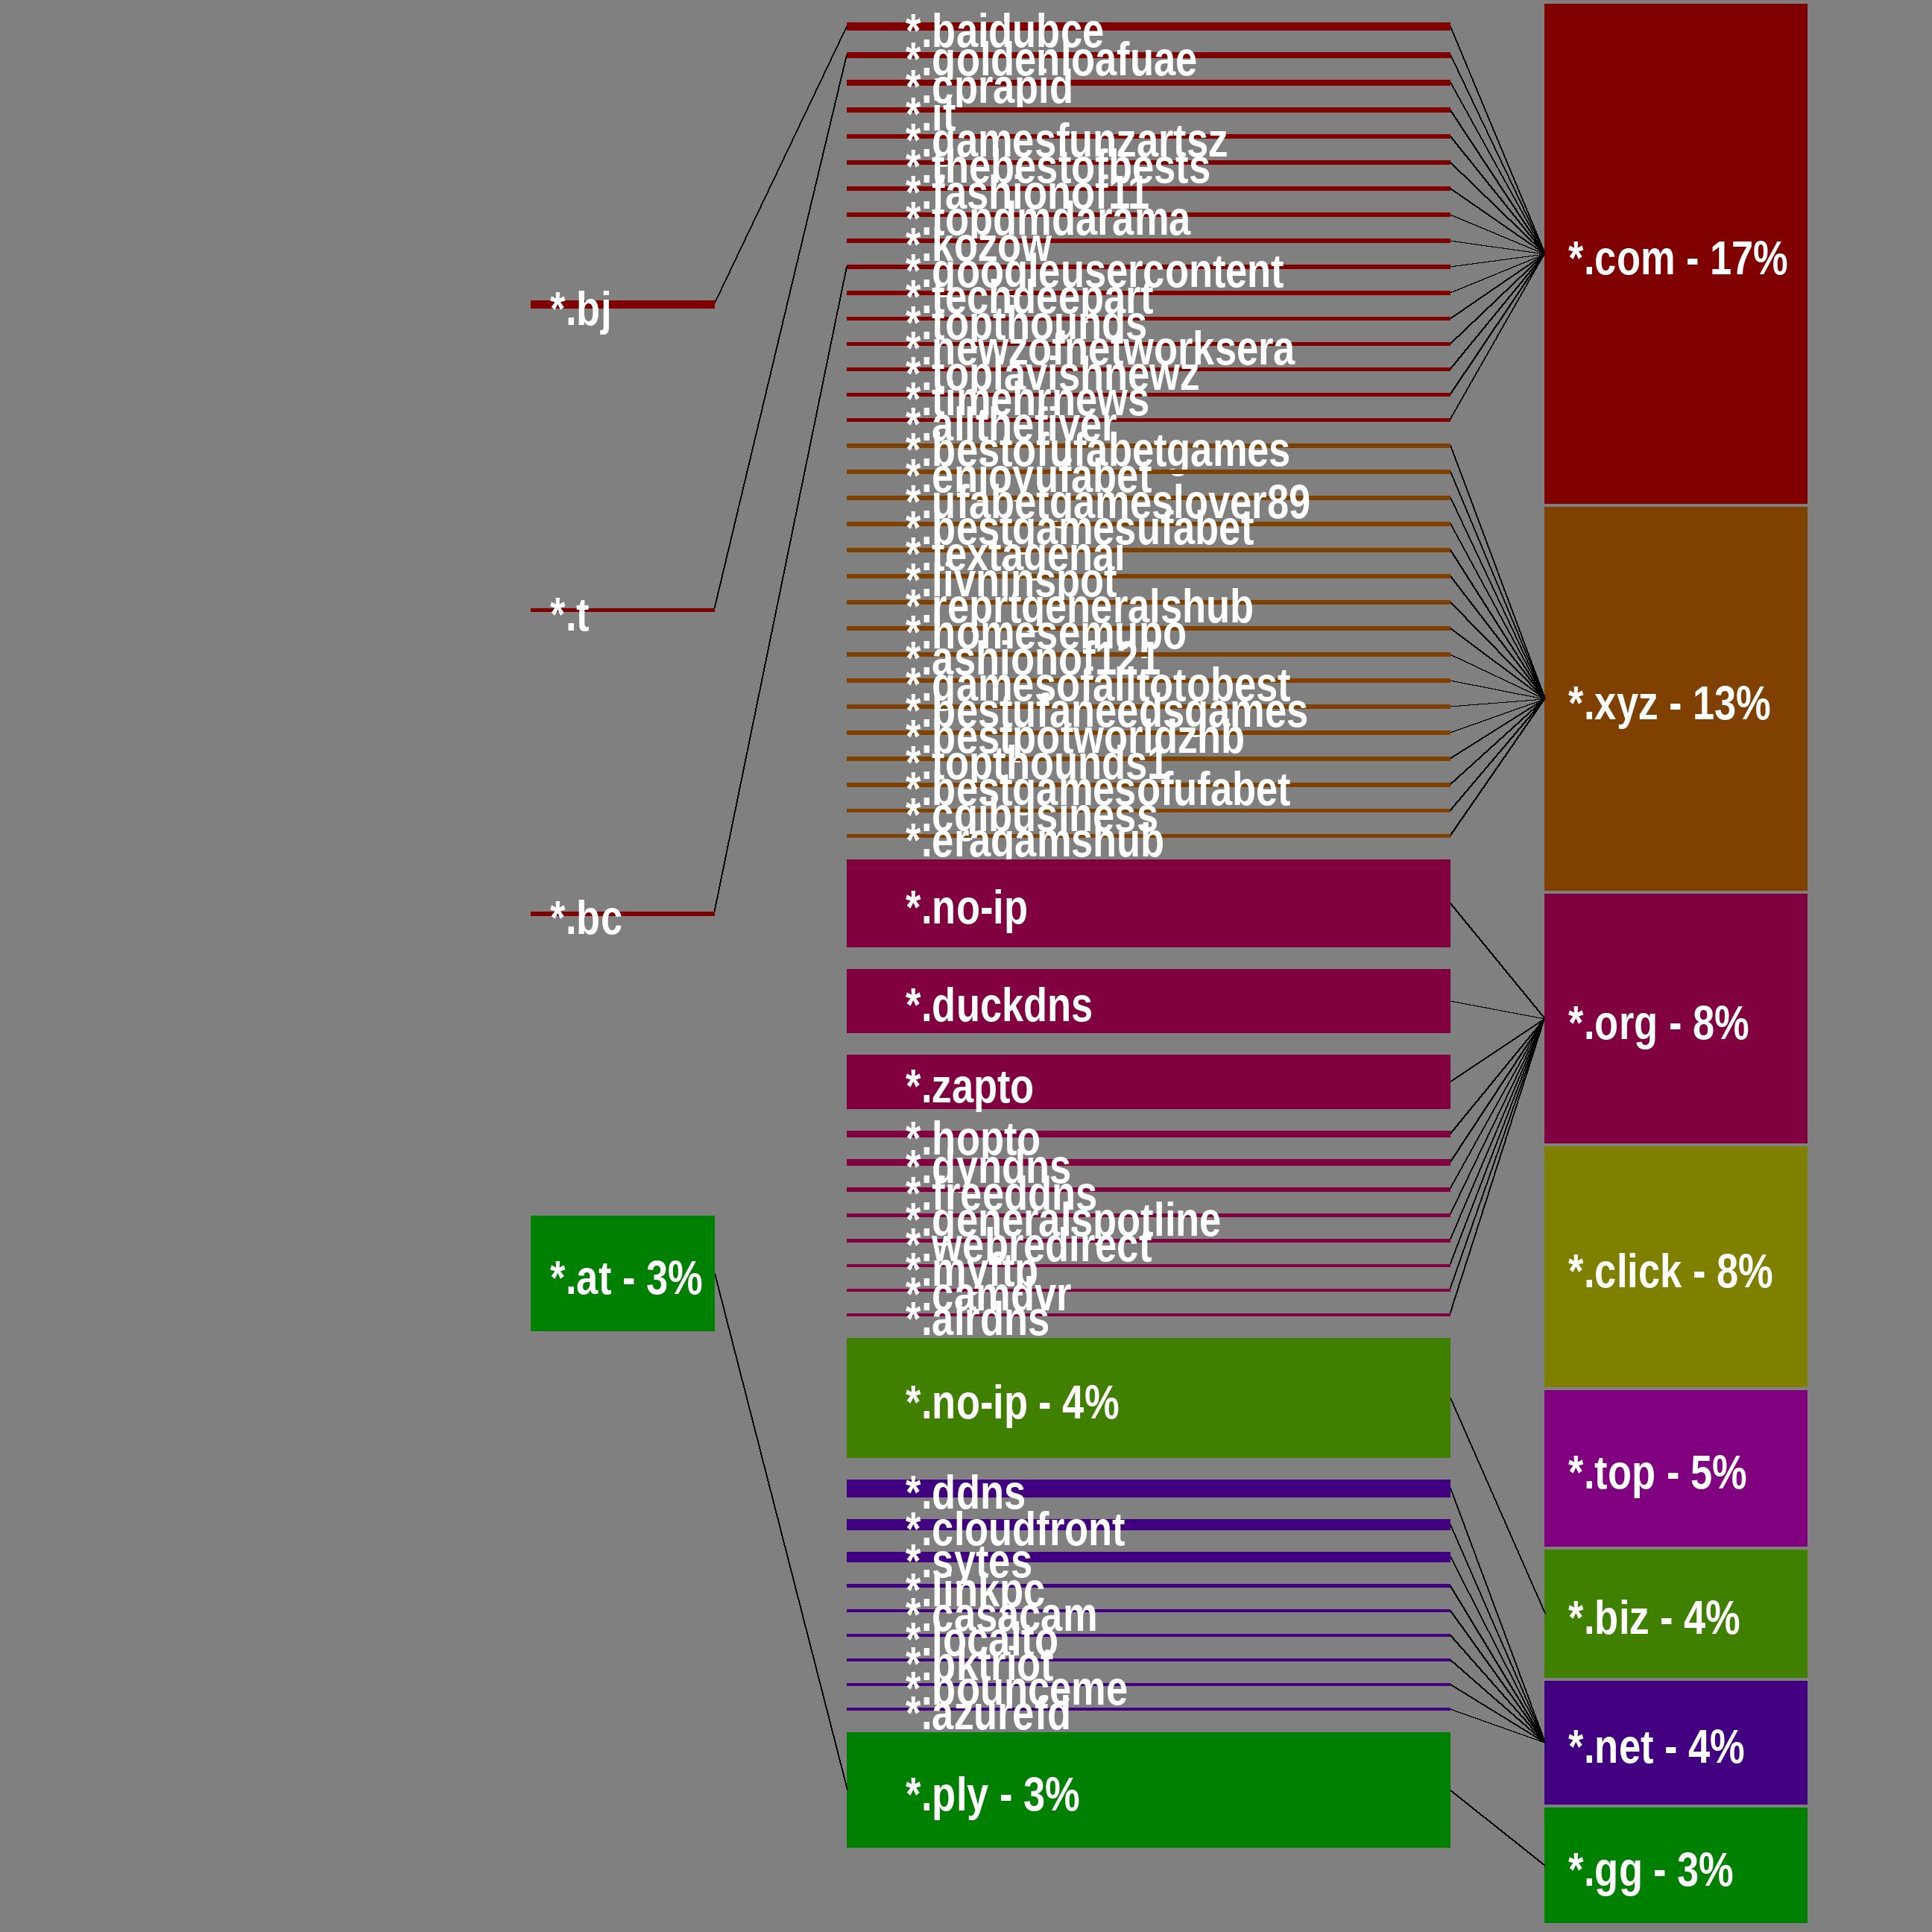 *.bj
*.t
*.bc
*.at - 3%
*.baidubce
*.goldenloafuae
*.cprapid
*.it
*.gamesfunzartsz
*.thebestofbests
*.fashionof11
*.topdmdarama
*.kozow
*.googleusercontent
*.techdeepart
*.topthounds
*.newzofnetworksera
*.toplavishnewz
*.timehrnews
*.allthefiver
*.bestofufabetgames
*.enjoyufabet
*.ufabetgameslover89
*.bestgamesufabet
*.textagenai
*.livninspot
*.reprtgeneralshub
*.homesemupo
*.ashionof121
*.gamesofalltotobest
*.bestufaneedsgames
*.bestpotworldzhb
*.topthounds1
*.bestgamesofufabet
*.cgibusiness
*.eragamshub
*.no-ip
*.duckdns
*.zapto
*.hopto
*.dyndns
*.freeddns
*.generalspotline
*.webredirect
*.myftp
*.camdvr
*.airdns
*.no-ip - 4%
*.ddns
*.cloudfront
*.sytes
*.linkpc
*.casacam
*.localto
*.pktriot
*.bounceme
*.azurefd
*.ply - 3%
*.com - 17%
*.xyz - 13%
*.org - 8%
*.click - 8%
*.top - 5%
*.biz - 4%
*.net - 4%
*.gg - 3%